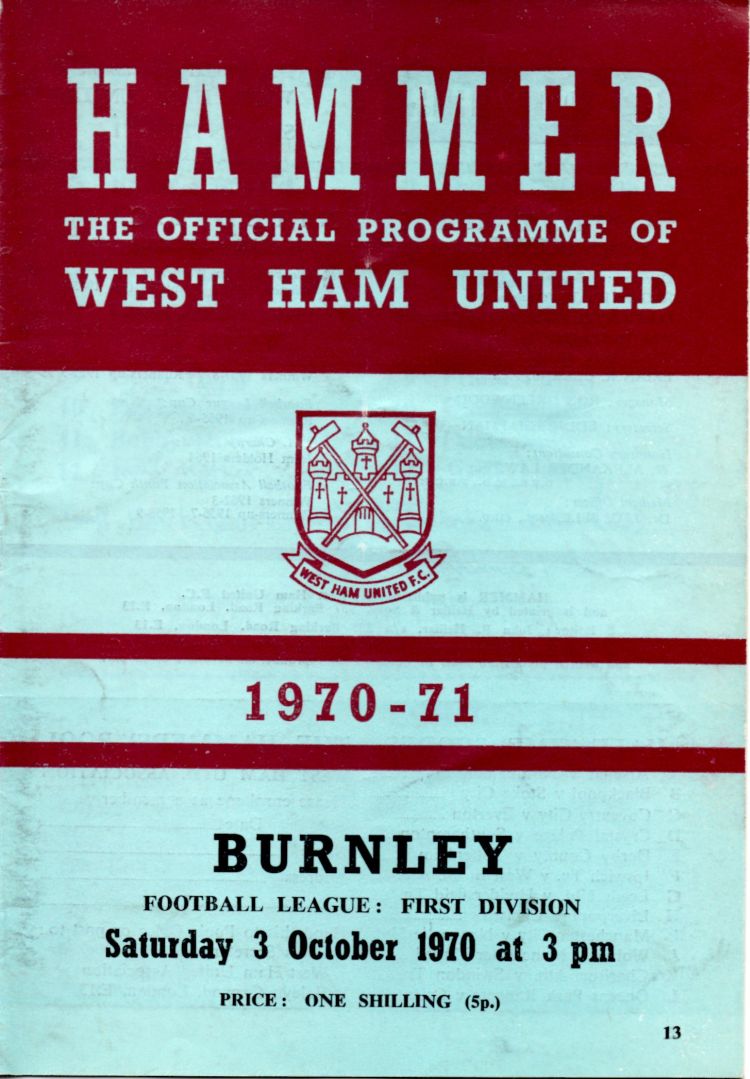 HAMMER
THE OFFICIAL PROGRAMME OF
WEST HAM UNITED
WEST HAM UNITED F.C.
1970-71
BURNLEY
FOOTBALL LEAGUE: FIRST DIVISION
Saturday 3 October 1970 at 3 pm
PRICE: ONE SHILLING (5p.)
13